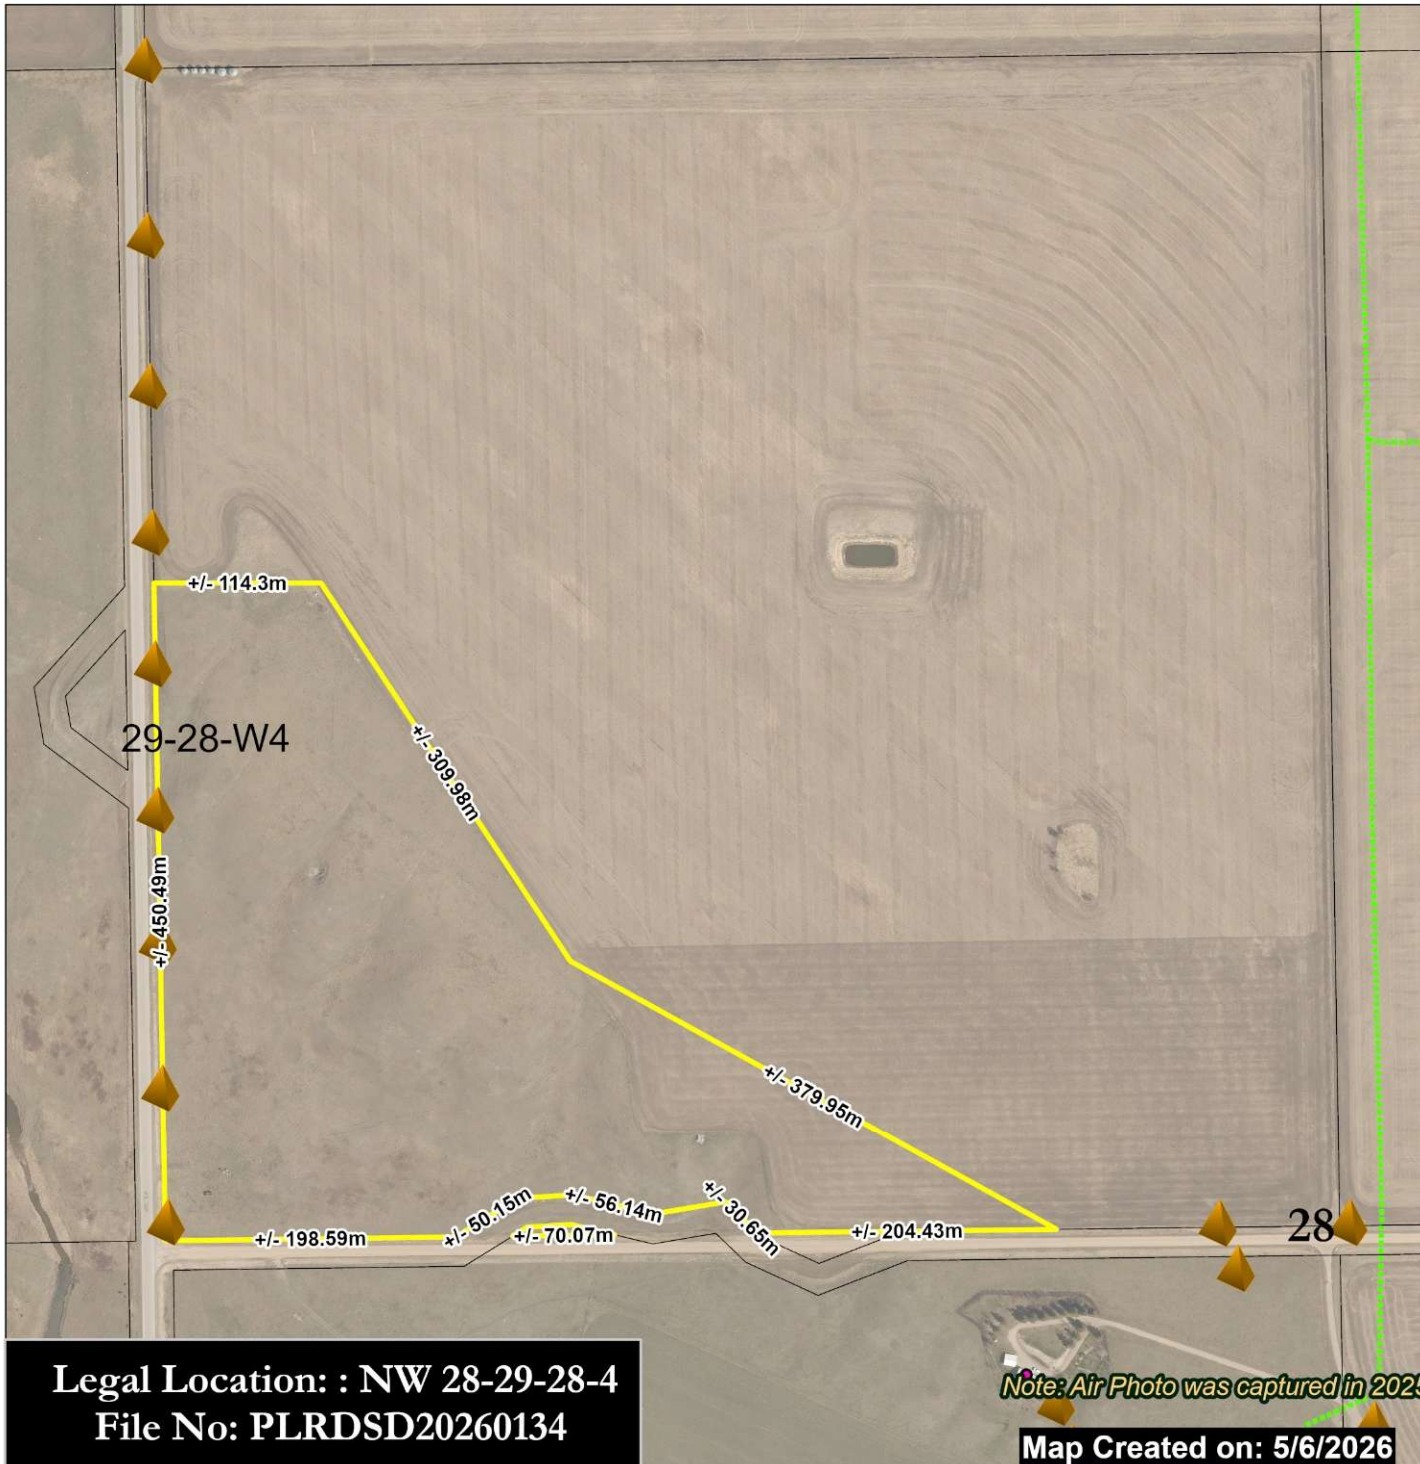 +/- 114.3m
+/- 309.98m
29-28-W4
+/- 450.49m
+/- 379.95m
+/- 50.15m
+/- 56.14m
+/- 30.65m
+/- 198.59m
+/- 70.07m
+/- 204.43m
28
Legal Location: : NW 28-29-28-4
File No: PLRDSD20260134
Note: Air Photo was captured in 2025
Map Created on: 5/6/2026